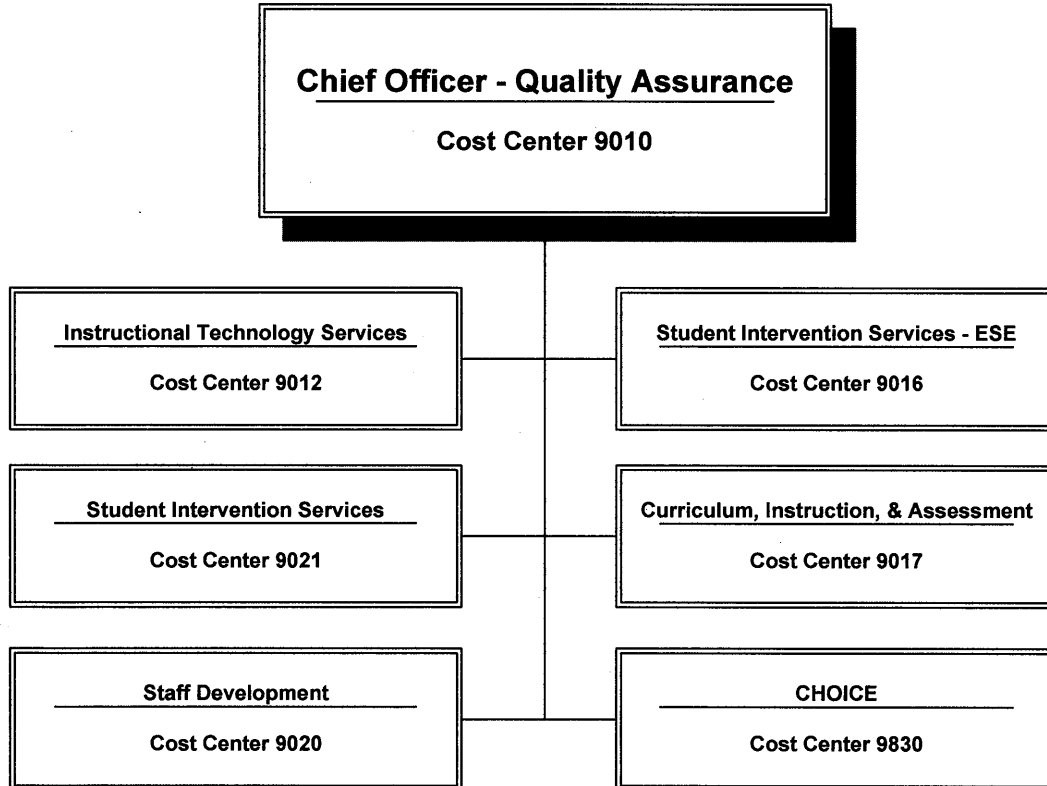 Chief Officer - Quality Assurance
Cost Center 9010
Instructional Technology Services
Cost Center 9012
Student Intervention Services - ESE
Cost Center 9016
Student Intervention Services
Cost Center 9021
Curriculum, Instruction, & Assessment
Cost Center 9017
Staff Development
Cost Center 9020
CHOICE
Cost Center 9830